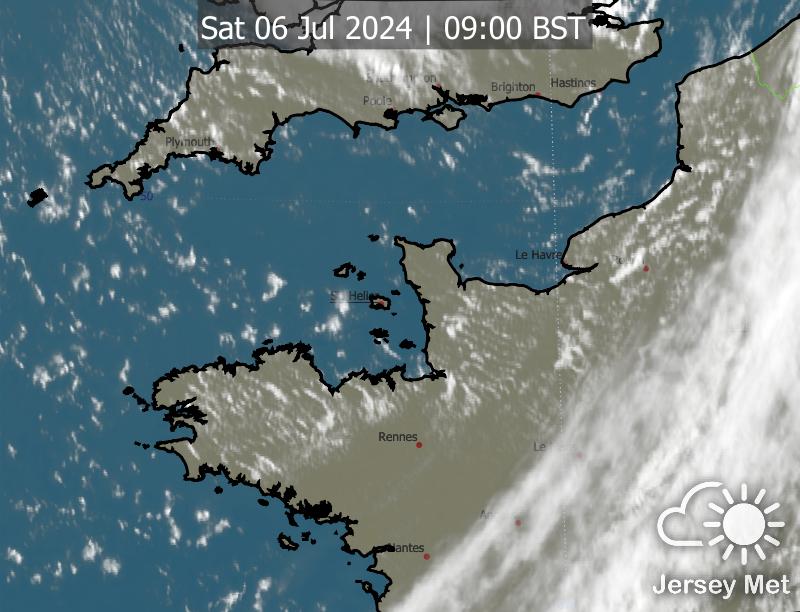 Sat 06 Jul 2024 | 09:00 BST
Brighton
Hastings
Poole
Plymouth
50
Le Havre
St. Helier
Rennes
Nantes
Jersey Met